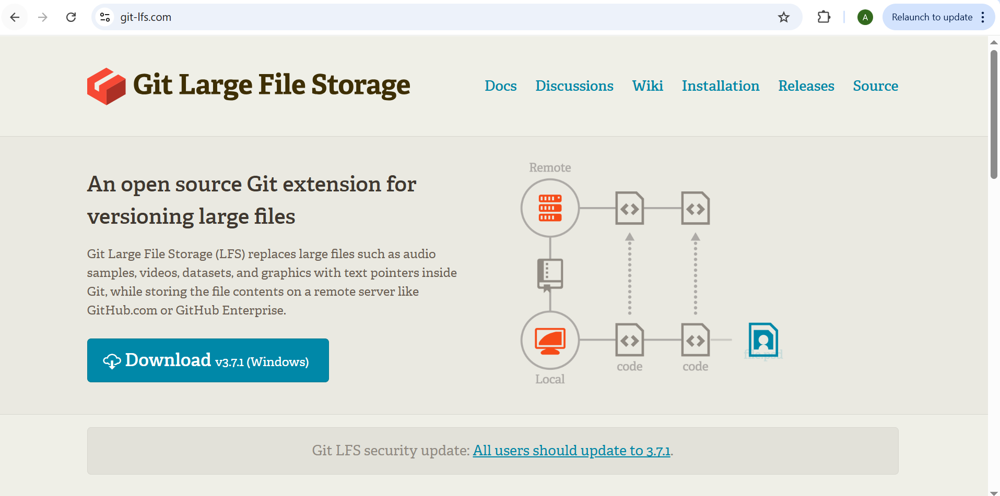 git-lfs.com
A
Relaunch to update
Git Large File Storage
Docs Discussions Wiki Installation Releases Source
An open source Git extension for
versioning large files
Git Large File Storage (LFS) replaces large files such as audio
samples, videos, datasets, and graphics with text pointers inside
Git, while storing the file contents on a remote server like
GitHub.com or GitHub Enterprise.
Download v3.7.1 (Windows)
Remote
file.psd
code
code
Local
Git LFS security update: All users should update to 3.7.1.